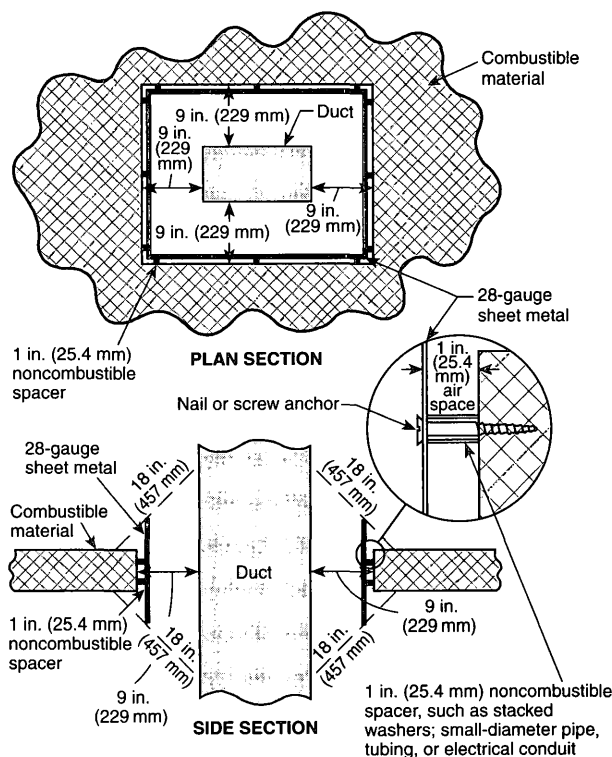 Combustible
material
9 in. (229 mm)
Duct
9 in.
(229
mm)
9 in.
(229 mm)
9 in. (229 mm)
28-gauge
sheet metal
1 in. (25.4 mm)
noncombustible
spacer
PLAN SECTION
1 in.
(25.4
mm)
air
space
Nail or screw anchor
28-gauge
sheet metal
18 in.
(457 mm)
18 in.
(457 mm)
Combustible
material
Duct
1 in. (25.4 mm)
noncombustible
spacer
18 in.
(457 mm)
18 in.
(457 mm)
9 in.
(229 mm)
9 in.
(229 mm)
SIDE SECTION
1 in. (25.4 mm) noncombustible
spacer, such as stacked
washers; small-diameter pipe,
tubing, or electrical conduit